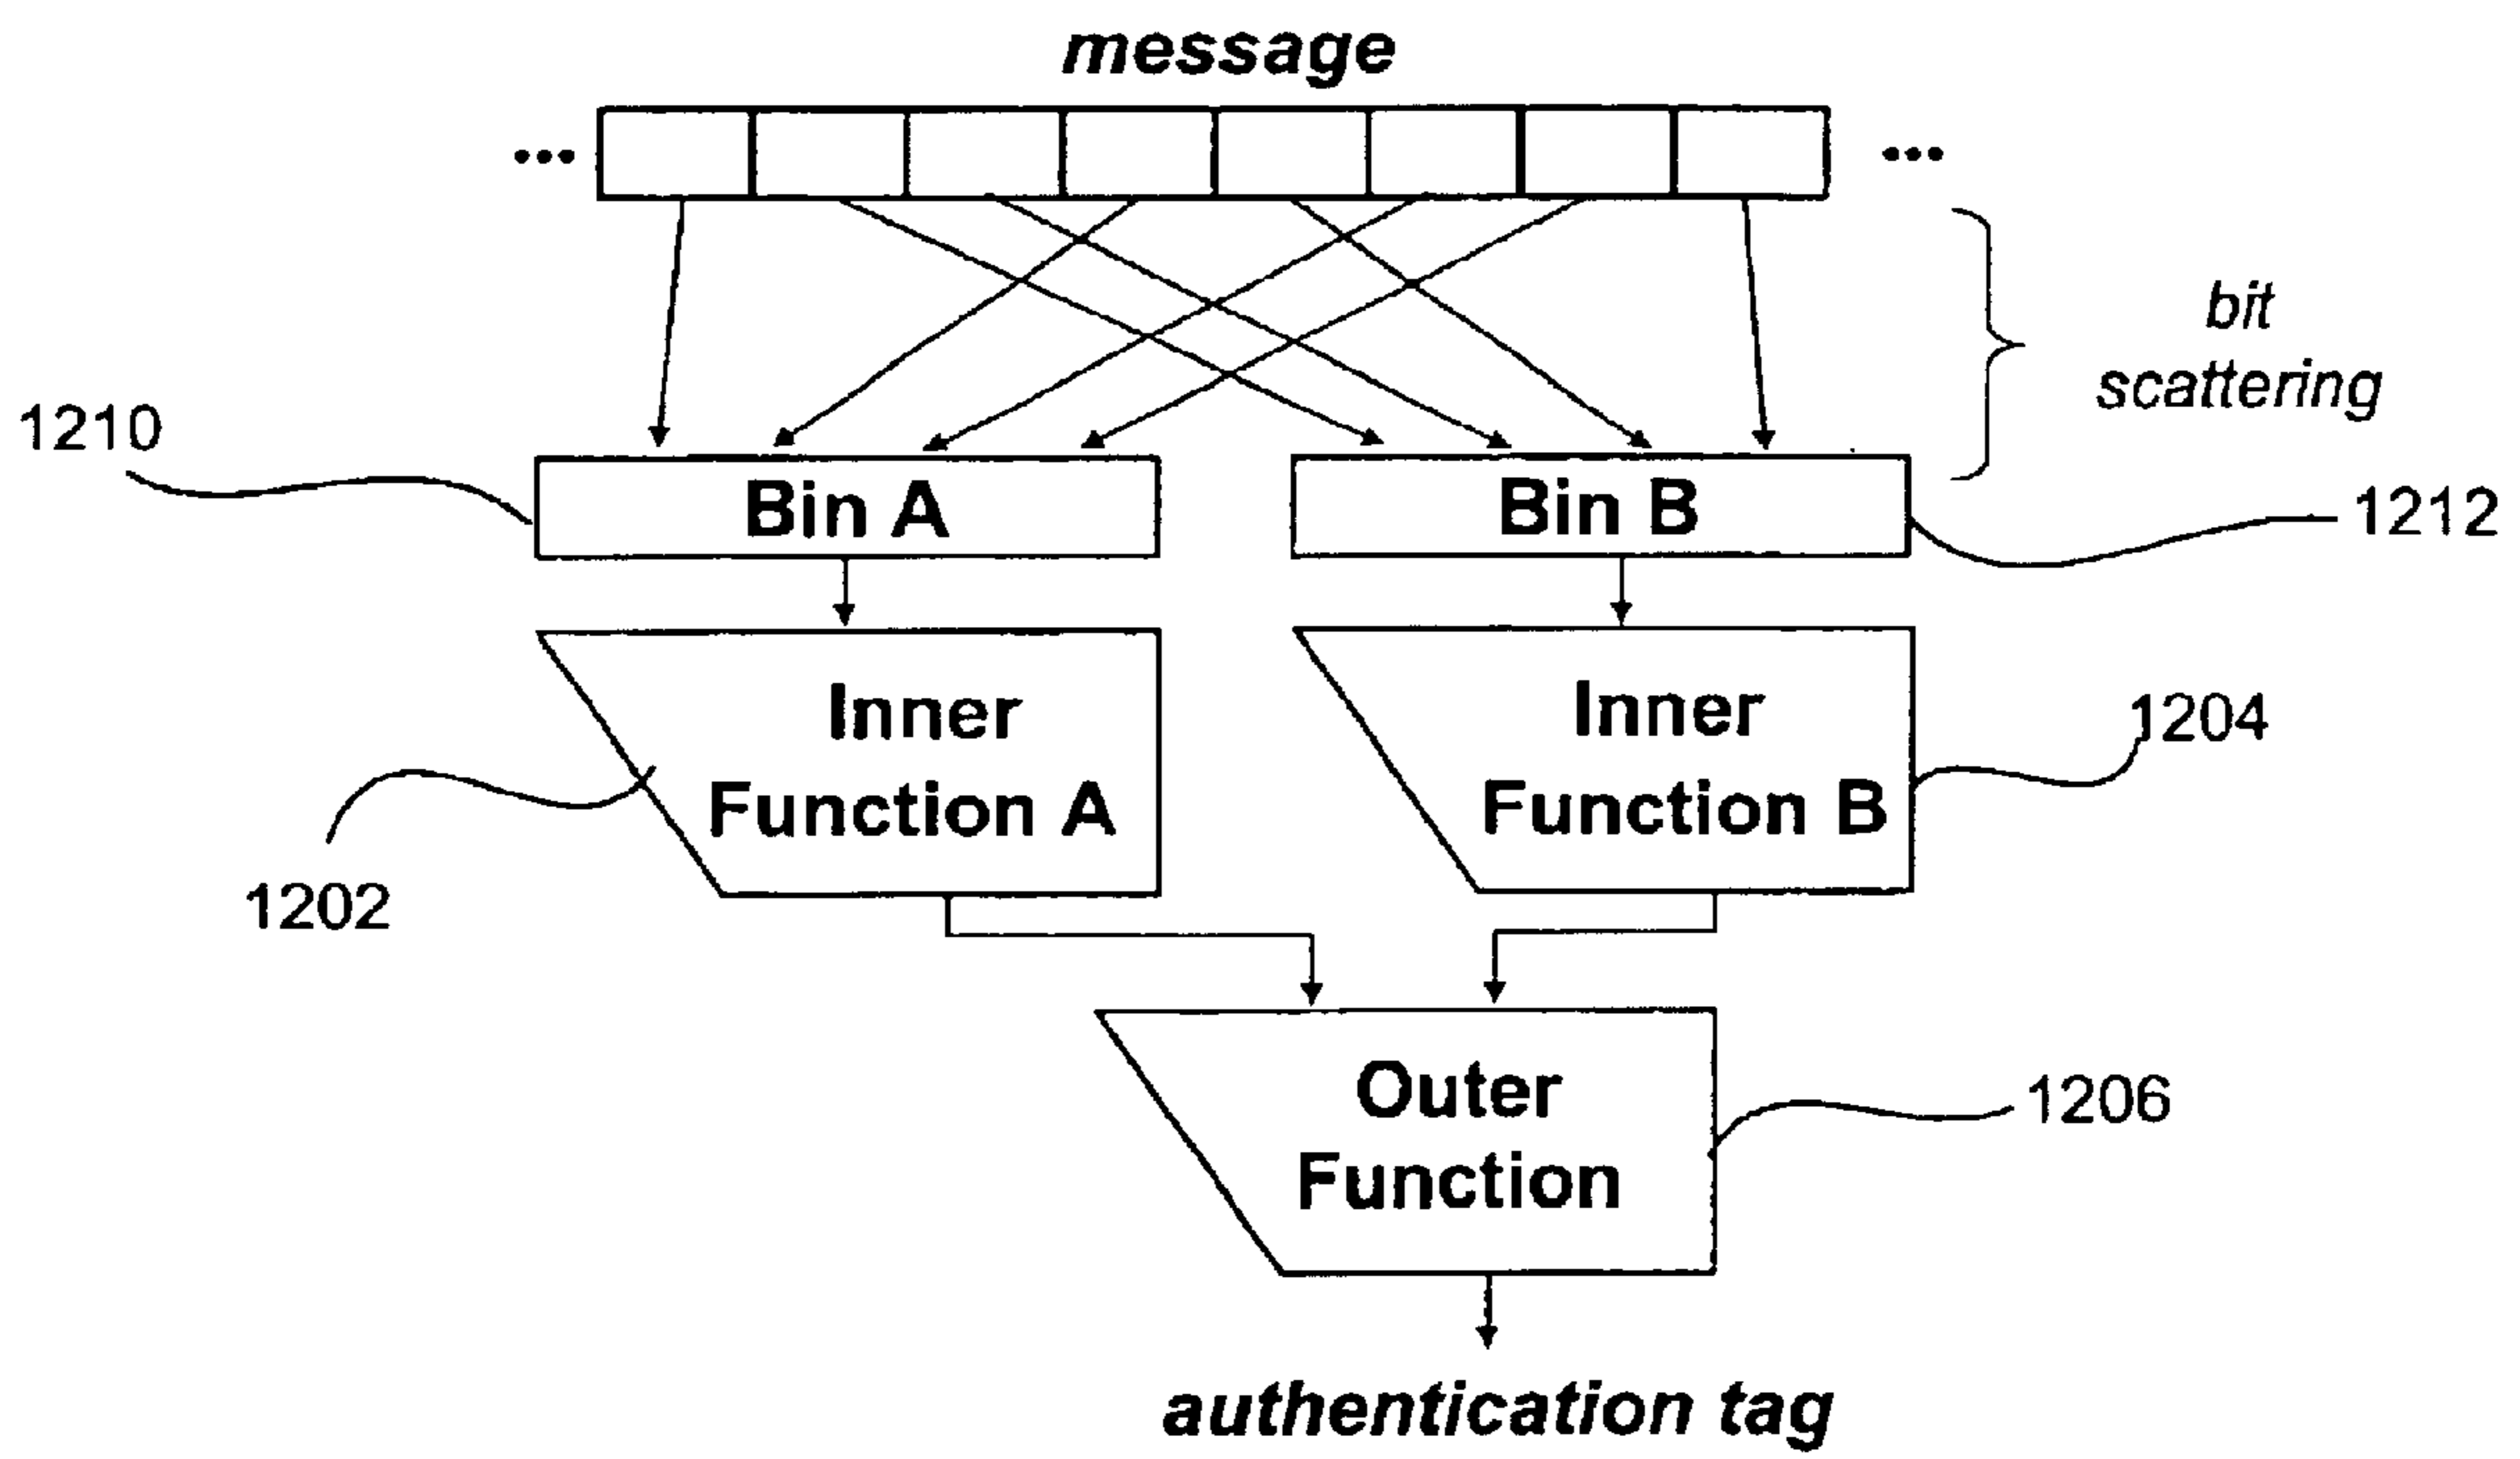 message
... ...
bit
scattering
1210
Bin A
Bin B
1212
Inner
Function A
Inner
Function B
1204
1202
Outer
Function
1206
authentication tag